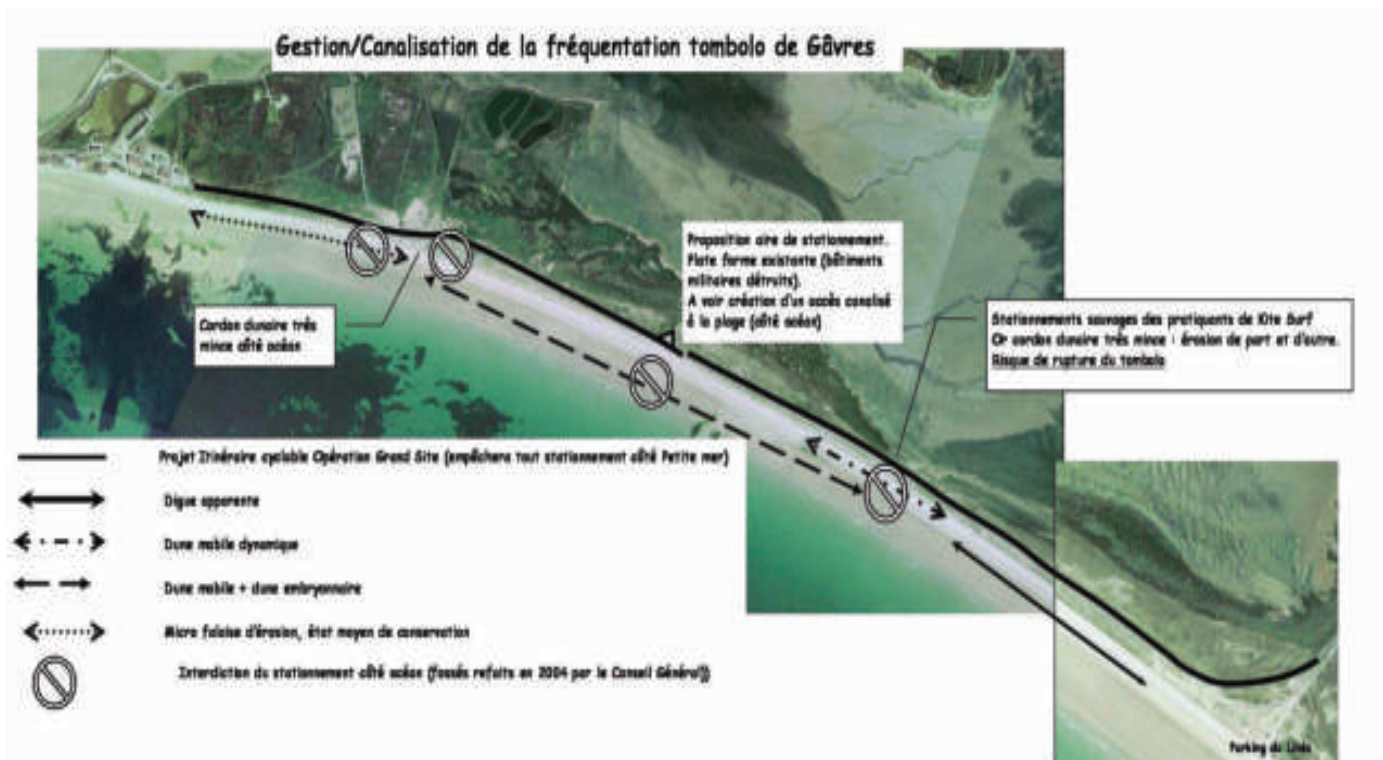 Gestion/Canalisation de la fréquentation tombolo de Gâvres
Proposition aire de stationnement.
Plate forme existante (bâtiments
militaires détruits).
A voir création d'un accès canalisé
à la plage (côté océan)
Cordon dunaire très
mince côté océan
Stationnements sauvages des pratiquants de Kite Surf
Or cordon dunaire très mince : érosion de part et d'autre.
Risque de rupture du tombolo
Projet Itinéraire cyclable Opération Grand Site (empêchera tout stationnement côté Petite mer)
Digue apparente
Dune mobile dynamique
Dune mobile + dune embryonnaire
Micro falaise d'érosion, état moyen de conservation
Interdiction du stationnement côté océan (fossés refaits en 2004 par le Conseil Général))
Parking du Linès